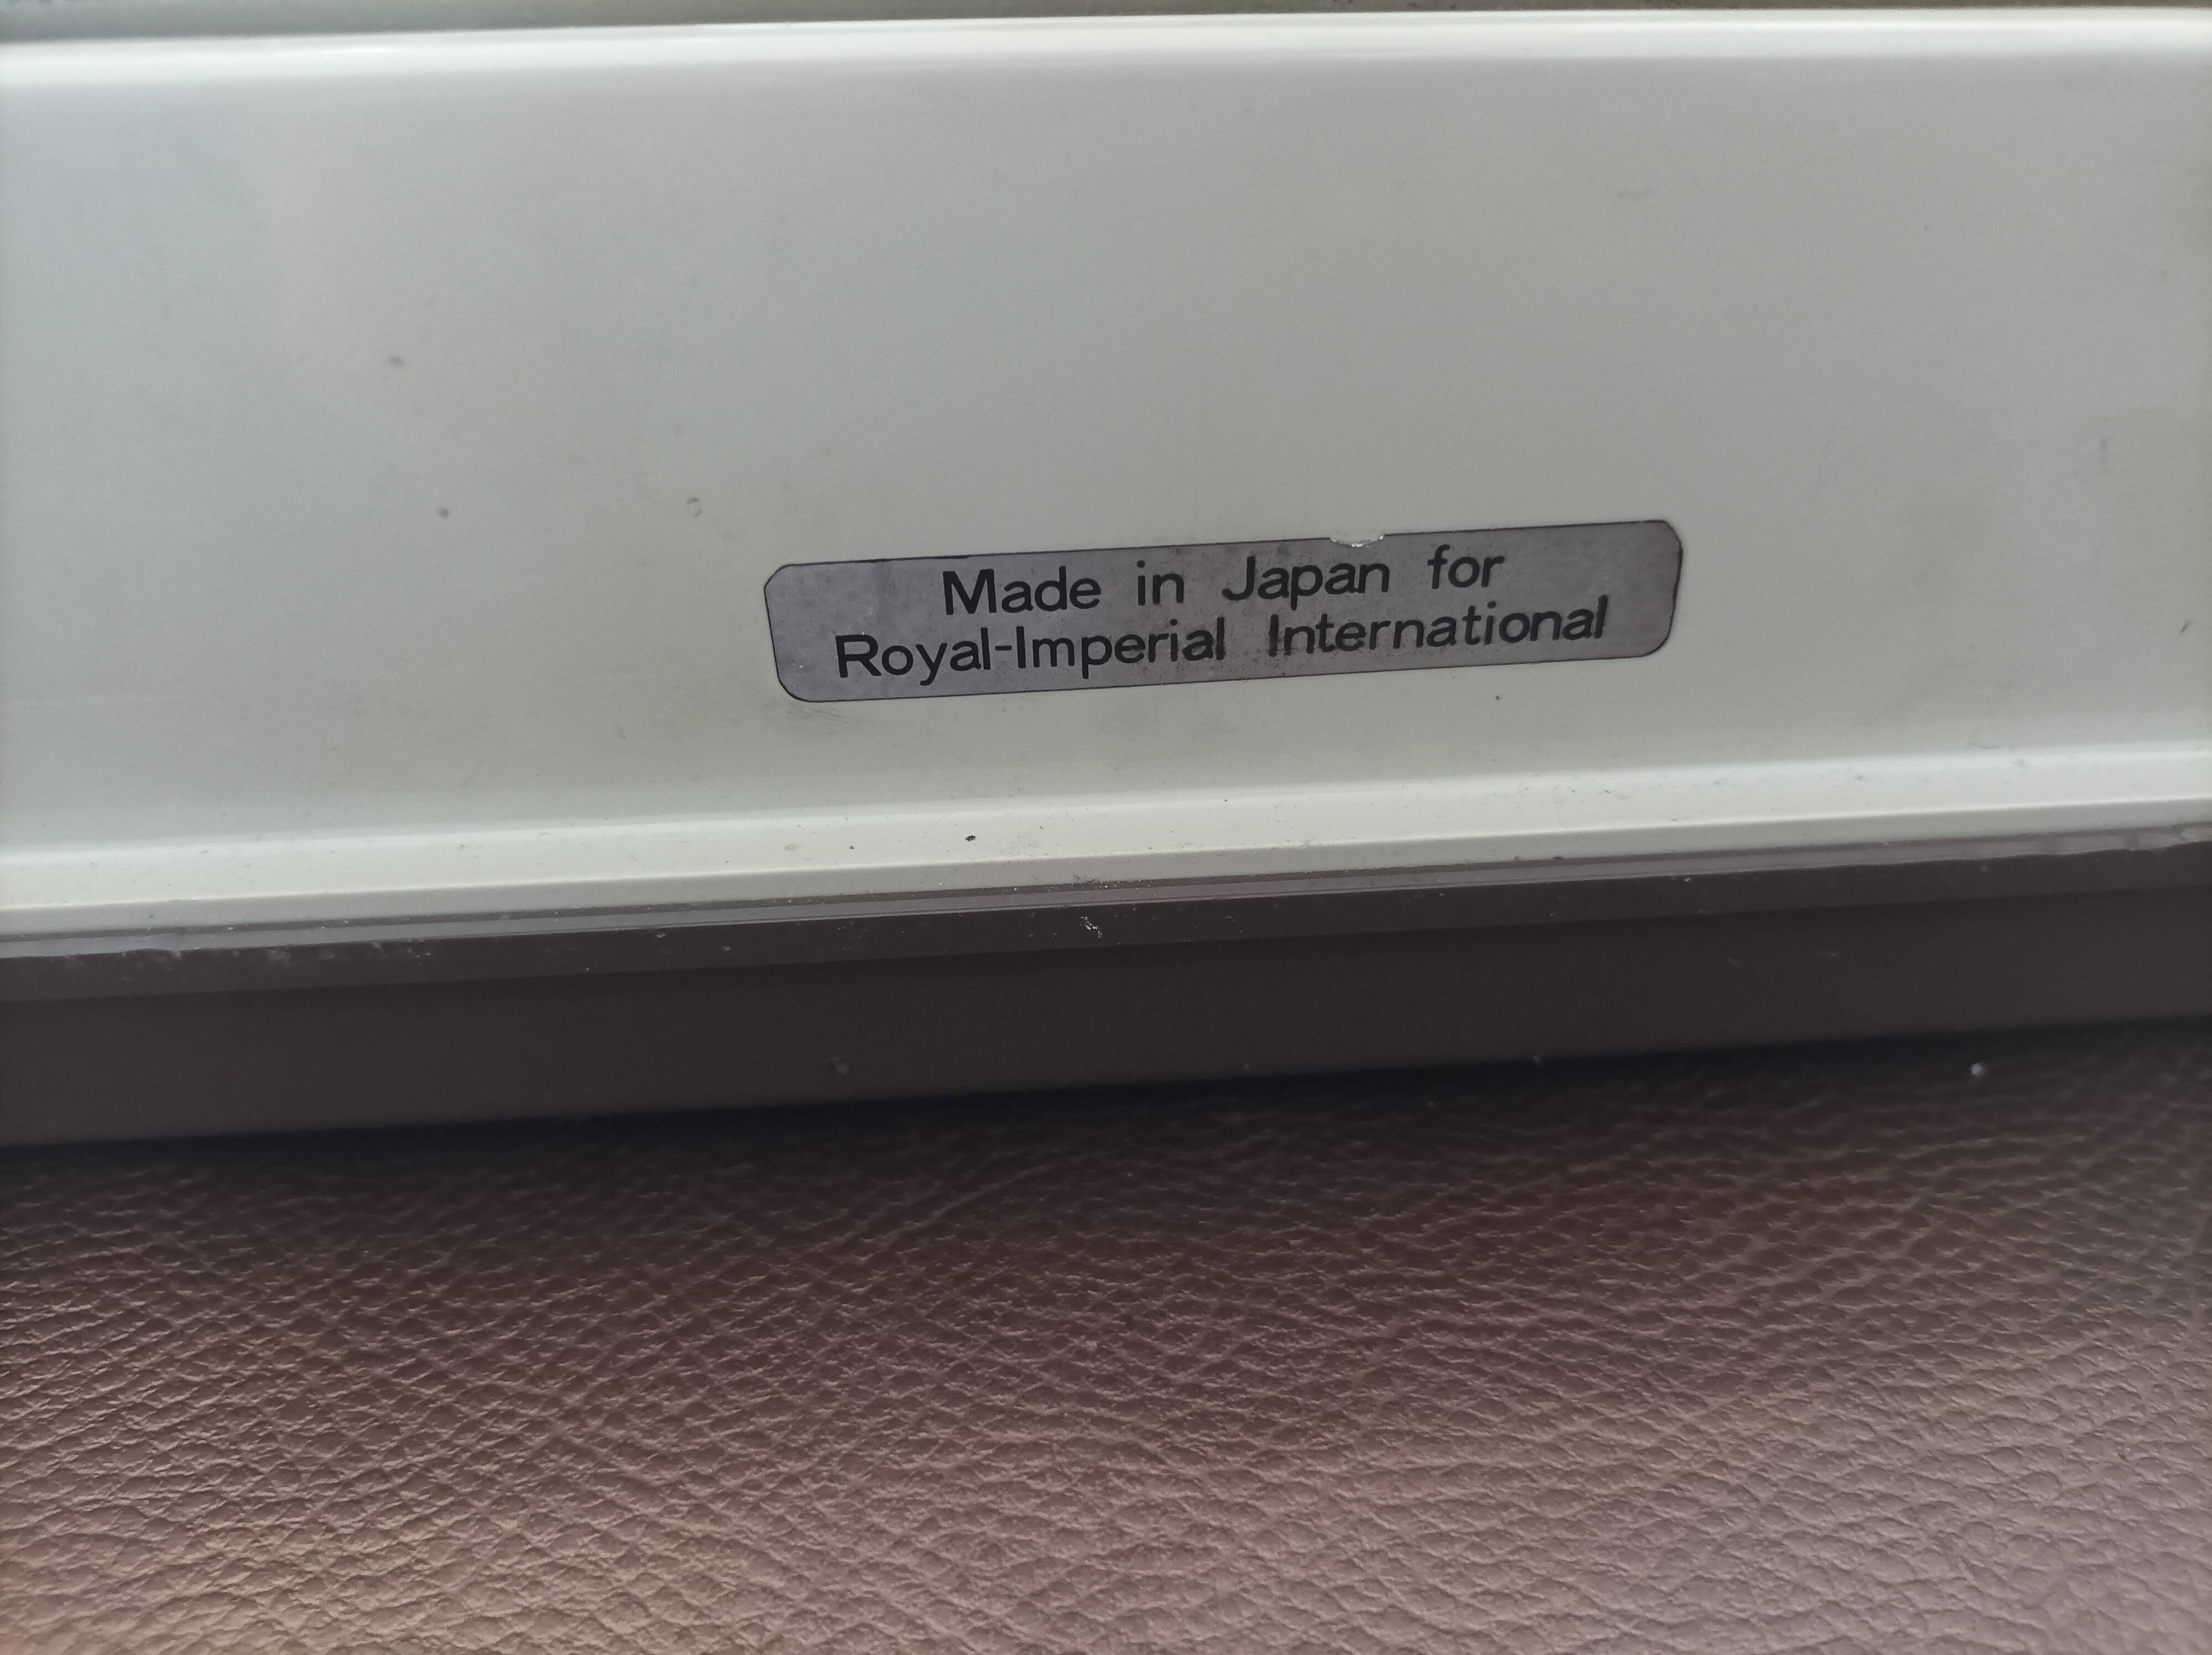 Made in Japan for
Royal-Imperial International